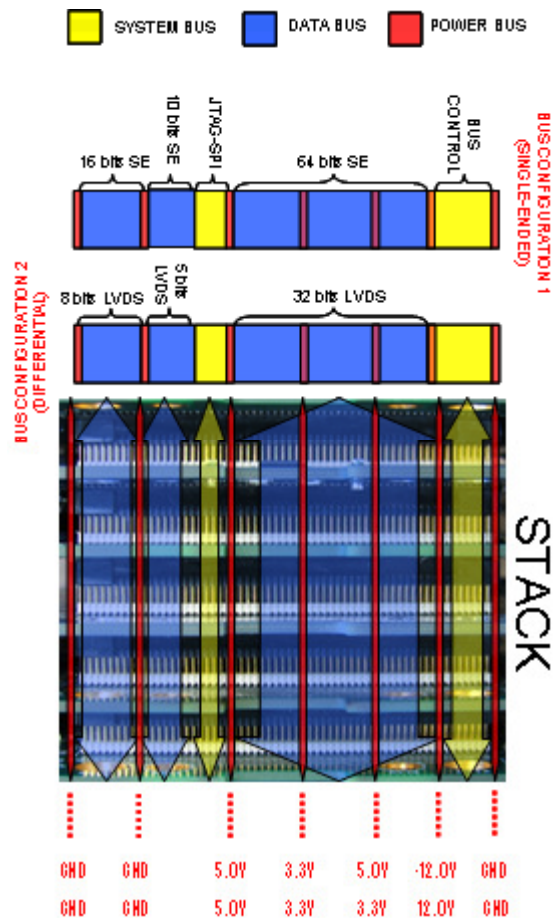 SYSTEM BUS DATA BUS POWER BUS
BUS CONFIGURATION 1
(SINGLE-ENDED)
16 bits SE
10 bits SE
JTAG-SPI
64 bits SE
BUS
CONTROL
BUS CONFIGURATION 2
(DIFFERENTIAL)
8 bits LVDS
5 bits
LVDS
32 bits LVDS
STACK
GND GND 5.0V 3.3V 5.0V -12.0V GND
GND GND 5.0V 3.3V 3.3V 12.0V GND